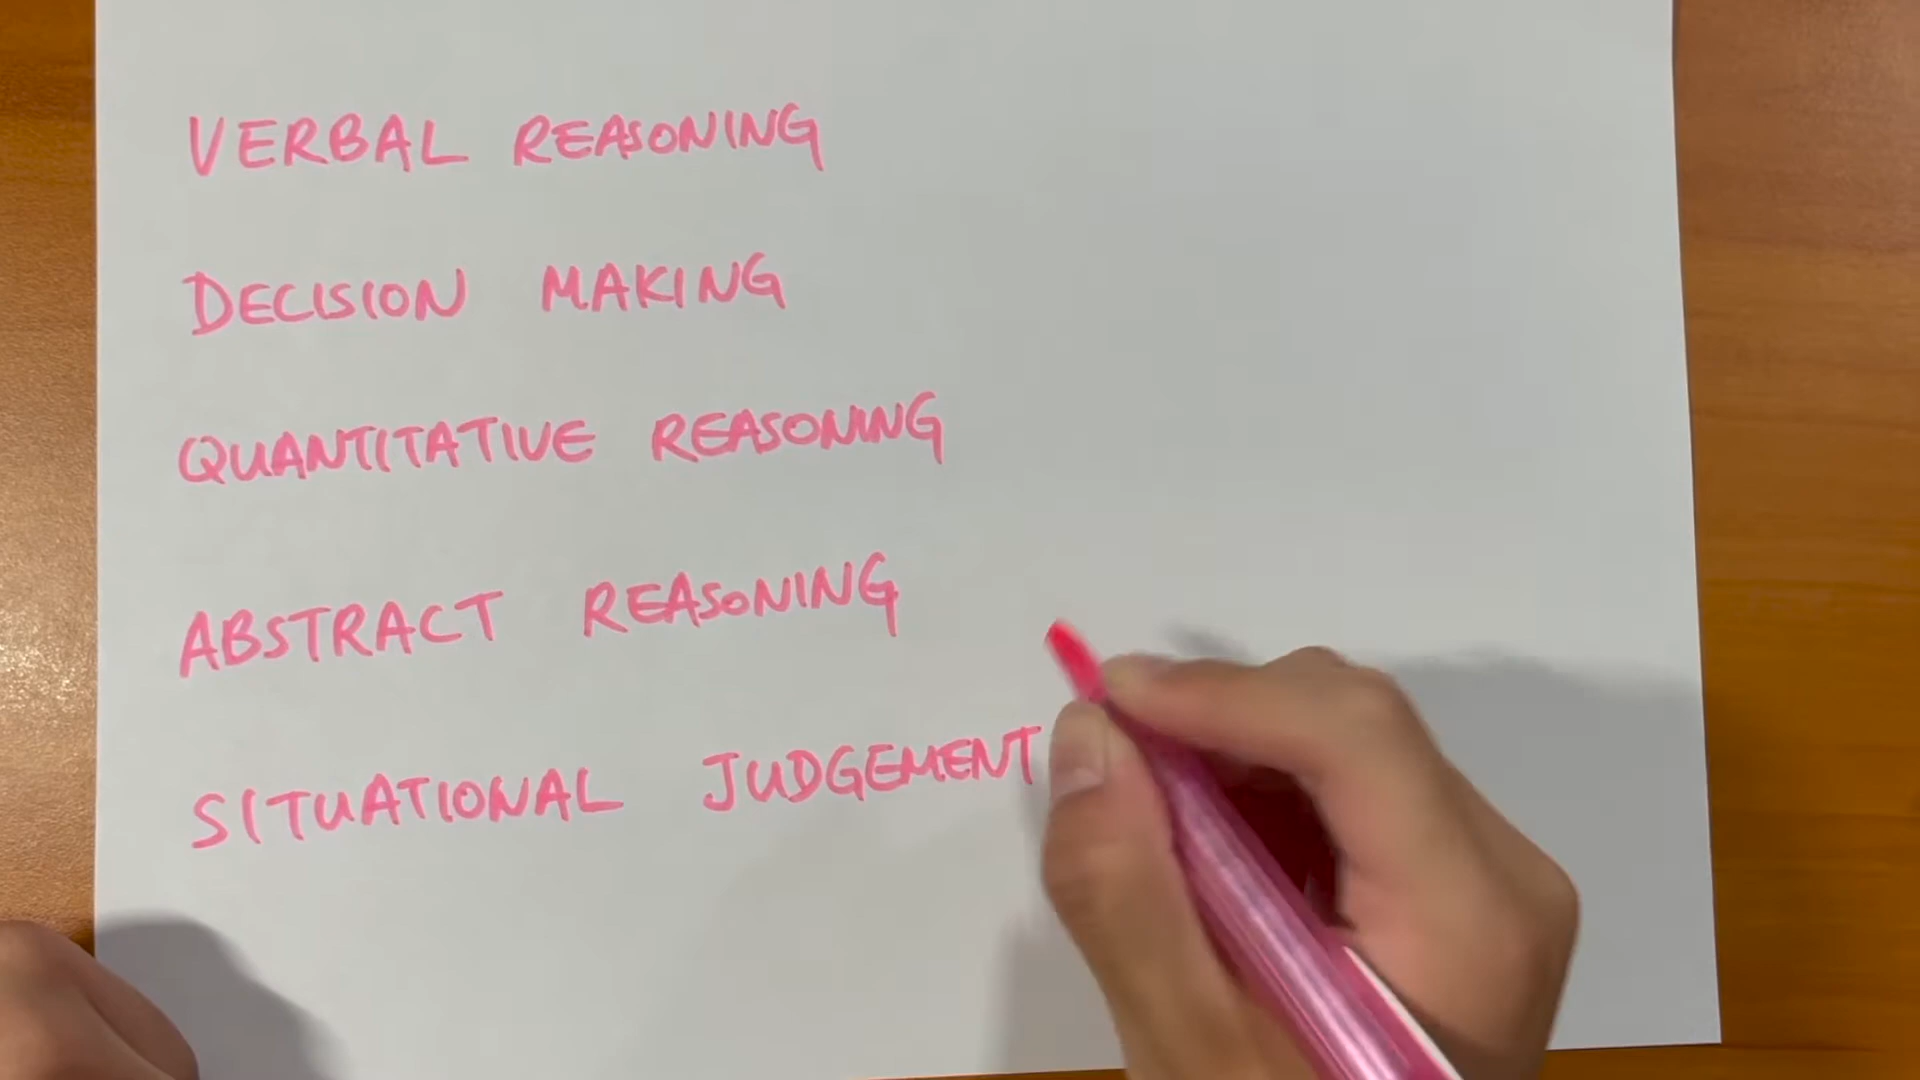 VERBAL REASONING
DECISION MAKING
QUANTITATIVE REASONING
ABSTRACT REASONING
SITUATIONAL JUDGEMENT